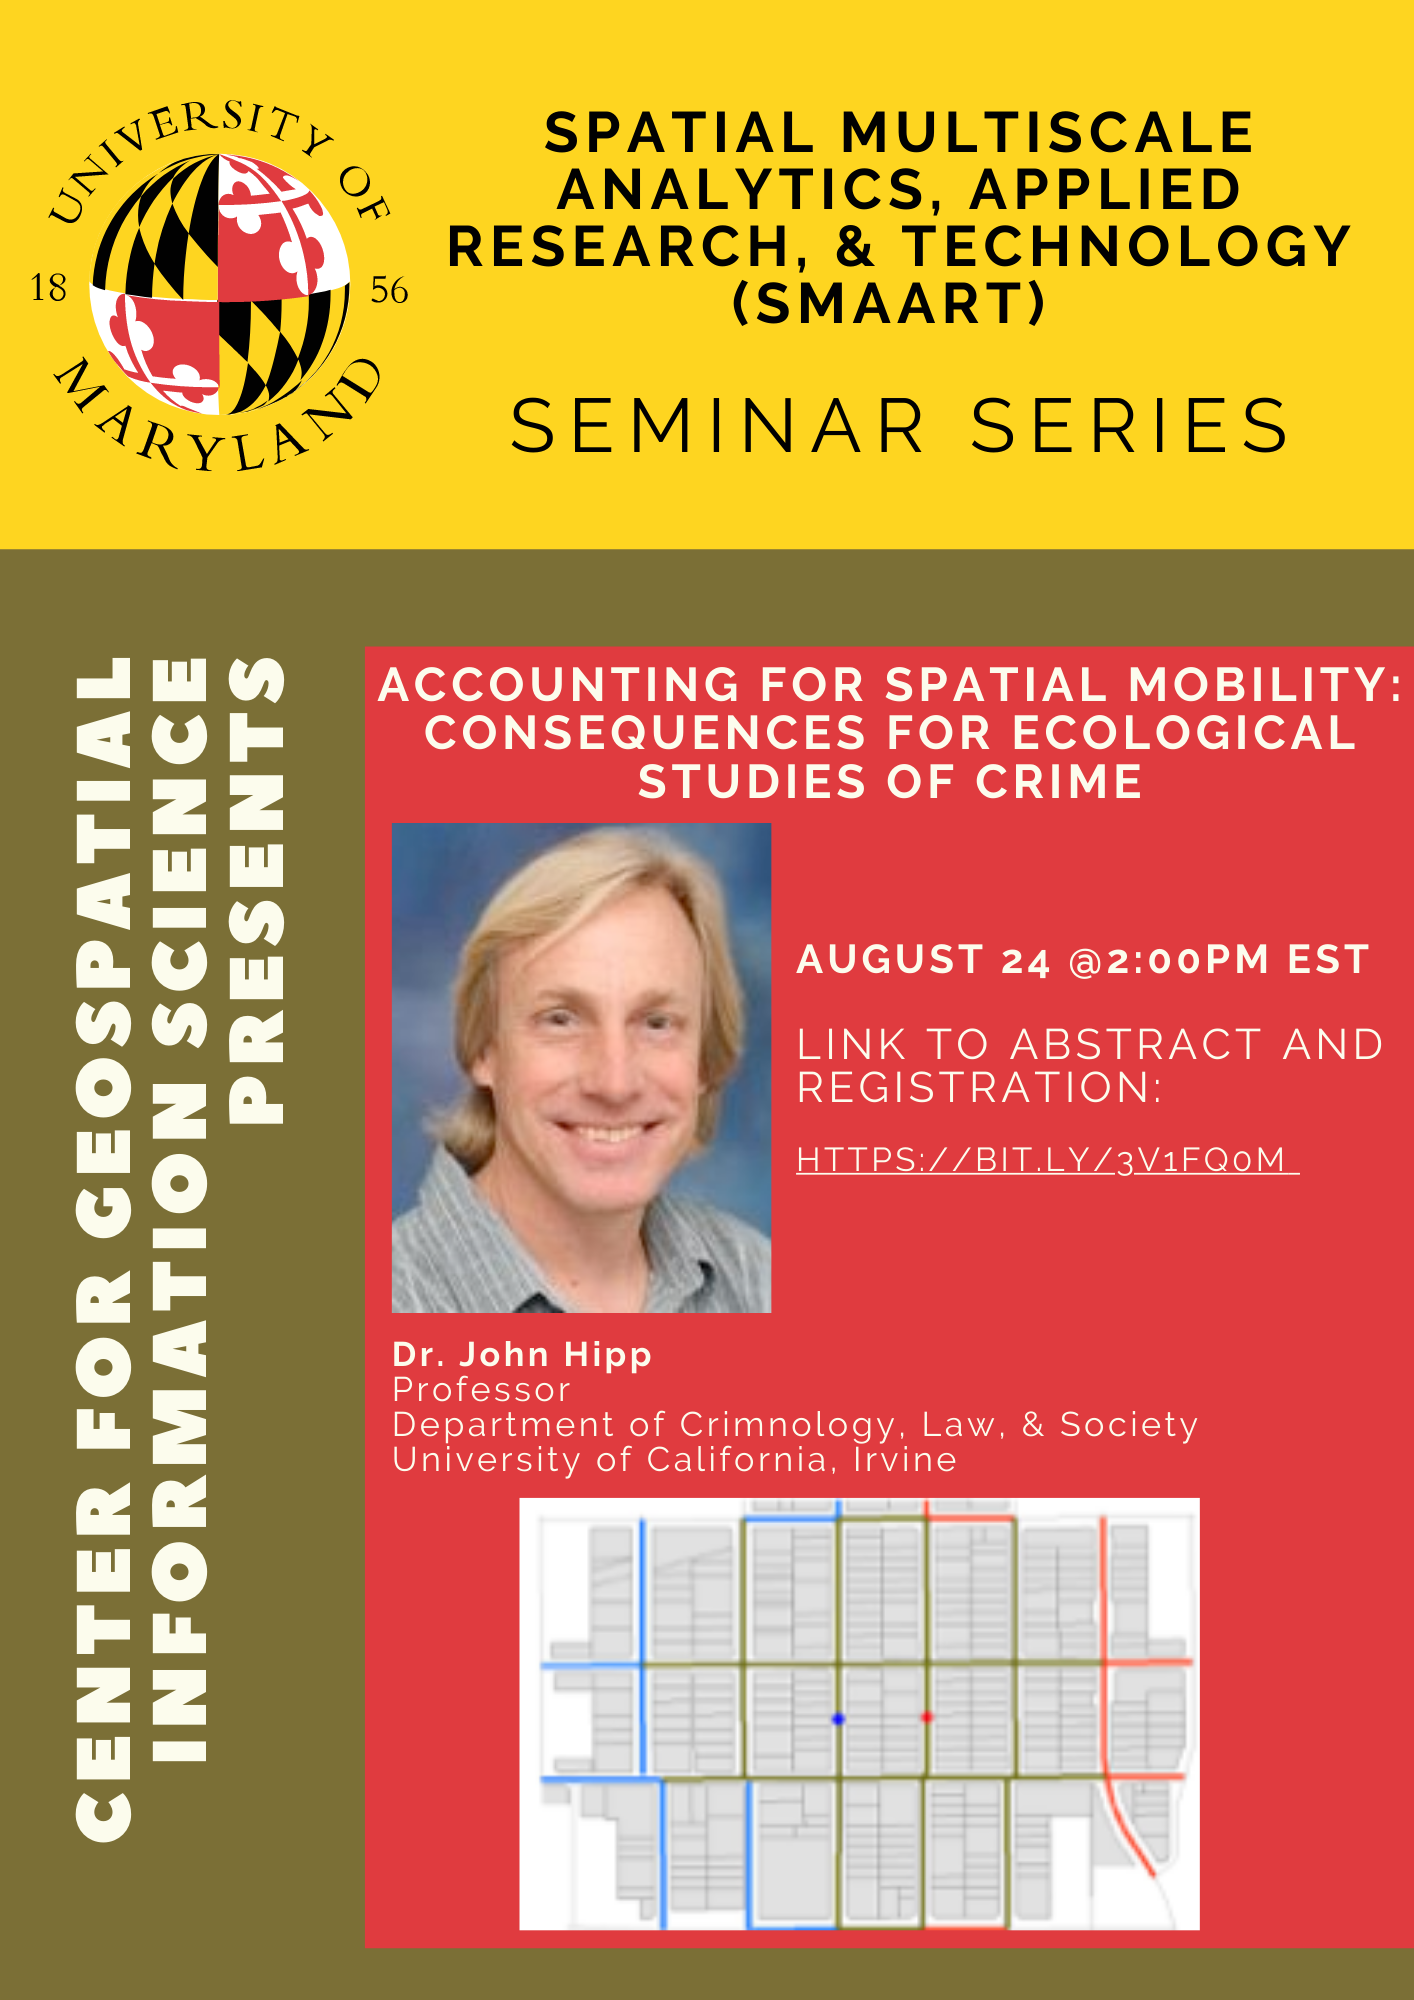 UNIVERSITY OF
18 56
MARYLAND
SPATIAL MULTISCALE
ANALYTICS, APPLIED
RESEARCH, & TECHNOLOGY
(SMAART)
SEMINAR SERIES
CENTER FOR GEOSPATIAL
INFORMATION SCIENCE
PRESENTS
ACCOUNTING FOR SPATIAL MOBILITY:
CONSEQUENCES FOR ECOLOGICAL
STUDIES OF CRIME
AUGUST 24 @2:00PM EST
LINK TO ABSTRACT AND
REGISTRATION:
HTTPS://BIT.LY/3V1FQ0M
Dr. John Hipp
Professor
Department of Crimnology, Law, & Society
University of California, Irvine